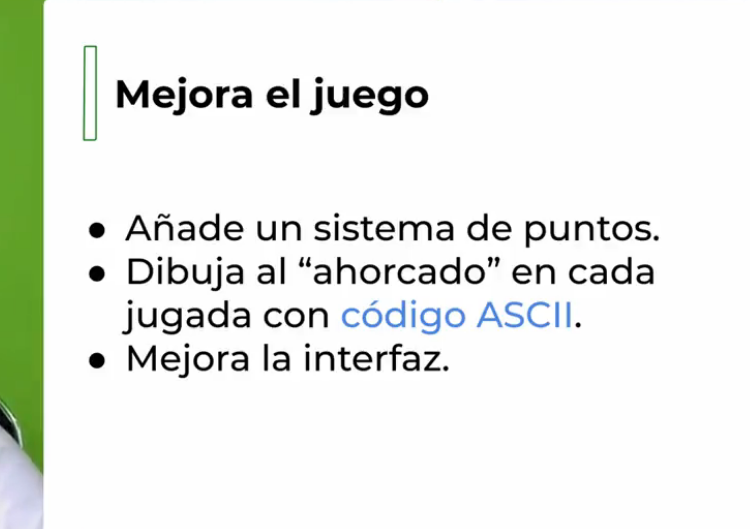 Mejora el juego
● Añade un sistema de puntos.
● Dibuja al “ahorcado” en cada
jugada con código ASCII.
● Mejora la interfaz.